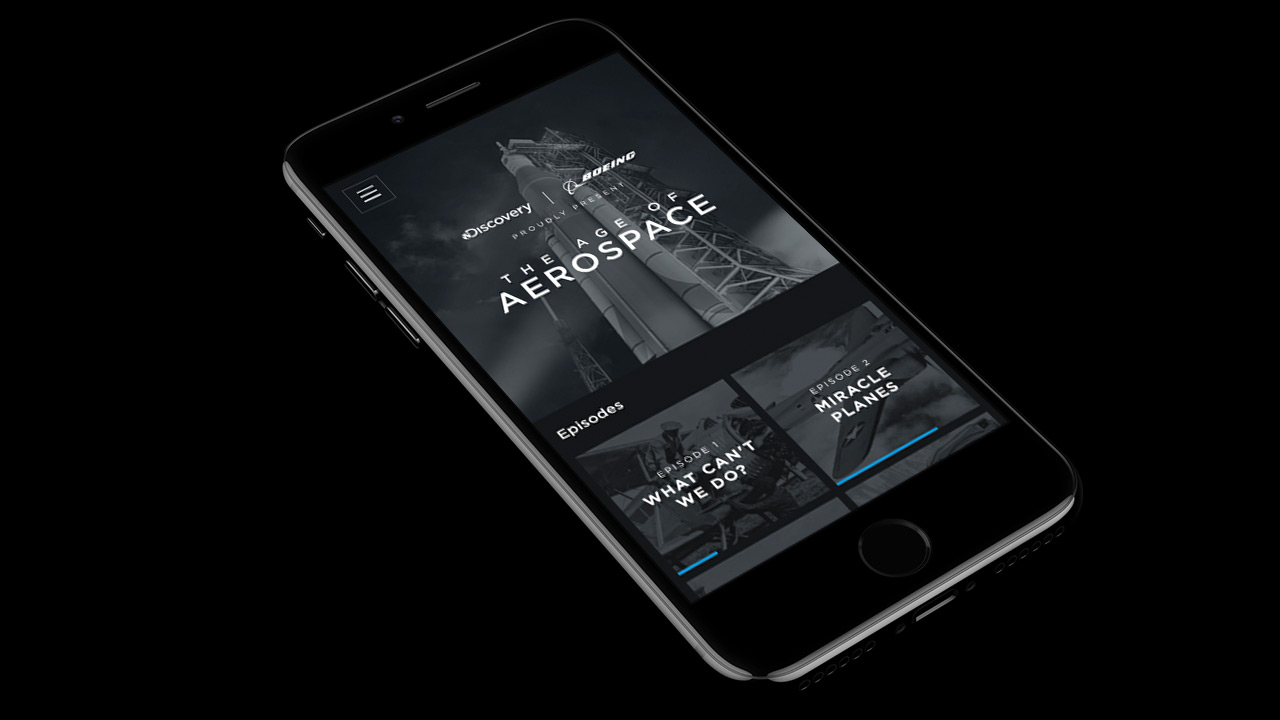 Discovery | BOEING
PROUDLY PRESENT
THE AGE OF
AEROSPACE
Episodes
EPISODE 1
WHAT CAN'T
WE DO?
EPISODE 2
MIRACLE
PLANES